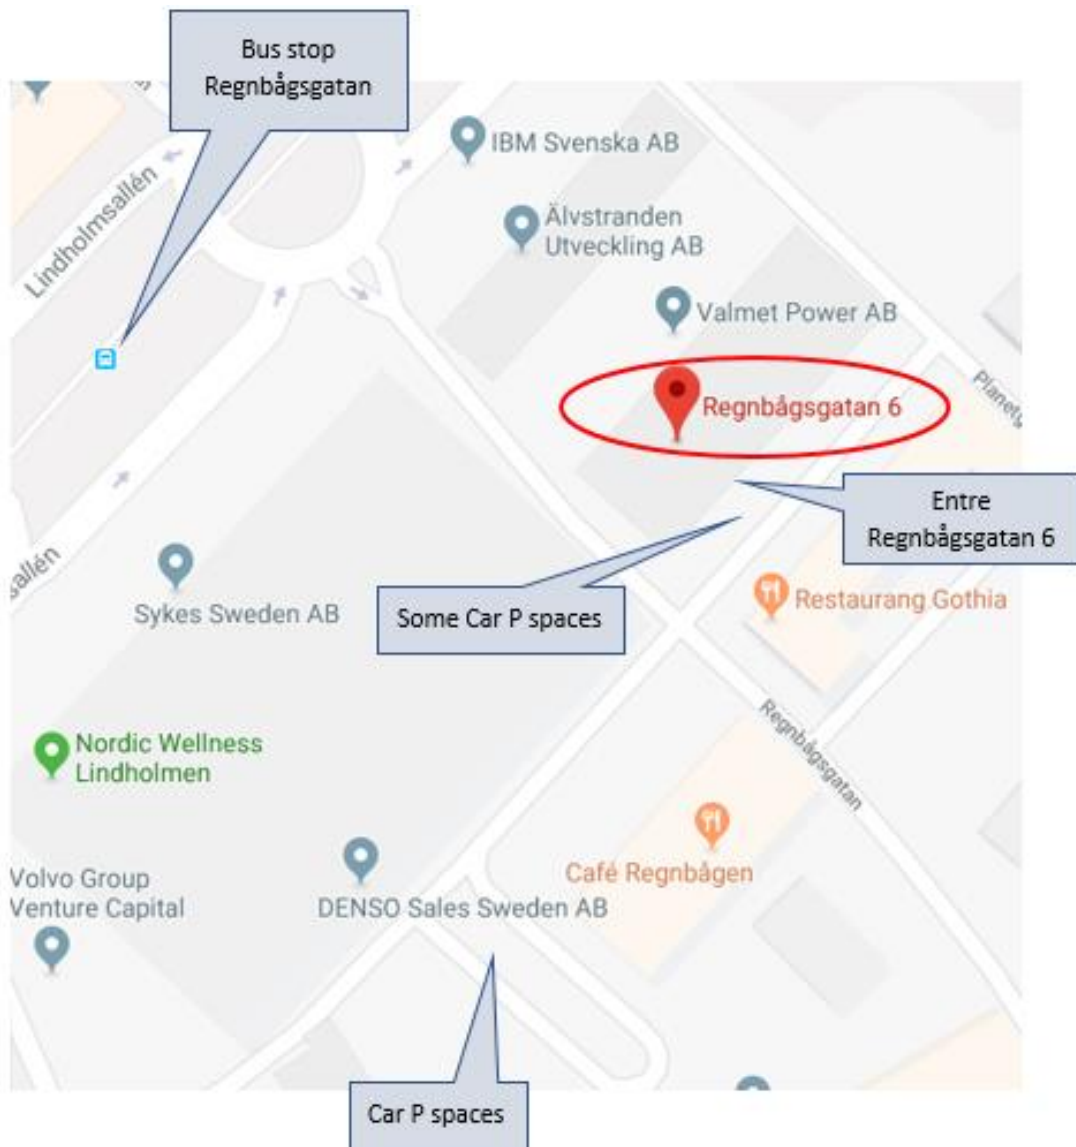 Bus stop
Regnbågsgatan
IBM Svenska AB
Lindholmsallén
Älvstranden
Utveckling AB
Valmet Power AB
Planetg
Regnbågsgatan 6
Entre
Regnbågsgatan 6
Some Car P spaces
sallén
Sykes Sweden AB
Restaurang Gothia
Regnbågsgatan
Nordic Wellness
Lindholmen
Café Regnbågen
Volvo Group
Venture Capital
DENSO Sales Sweden AB
Car P spaces